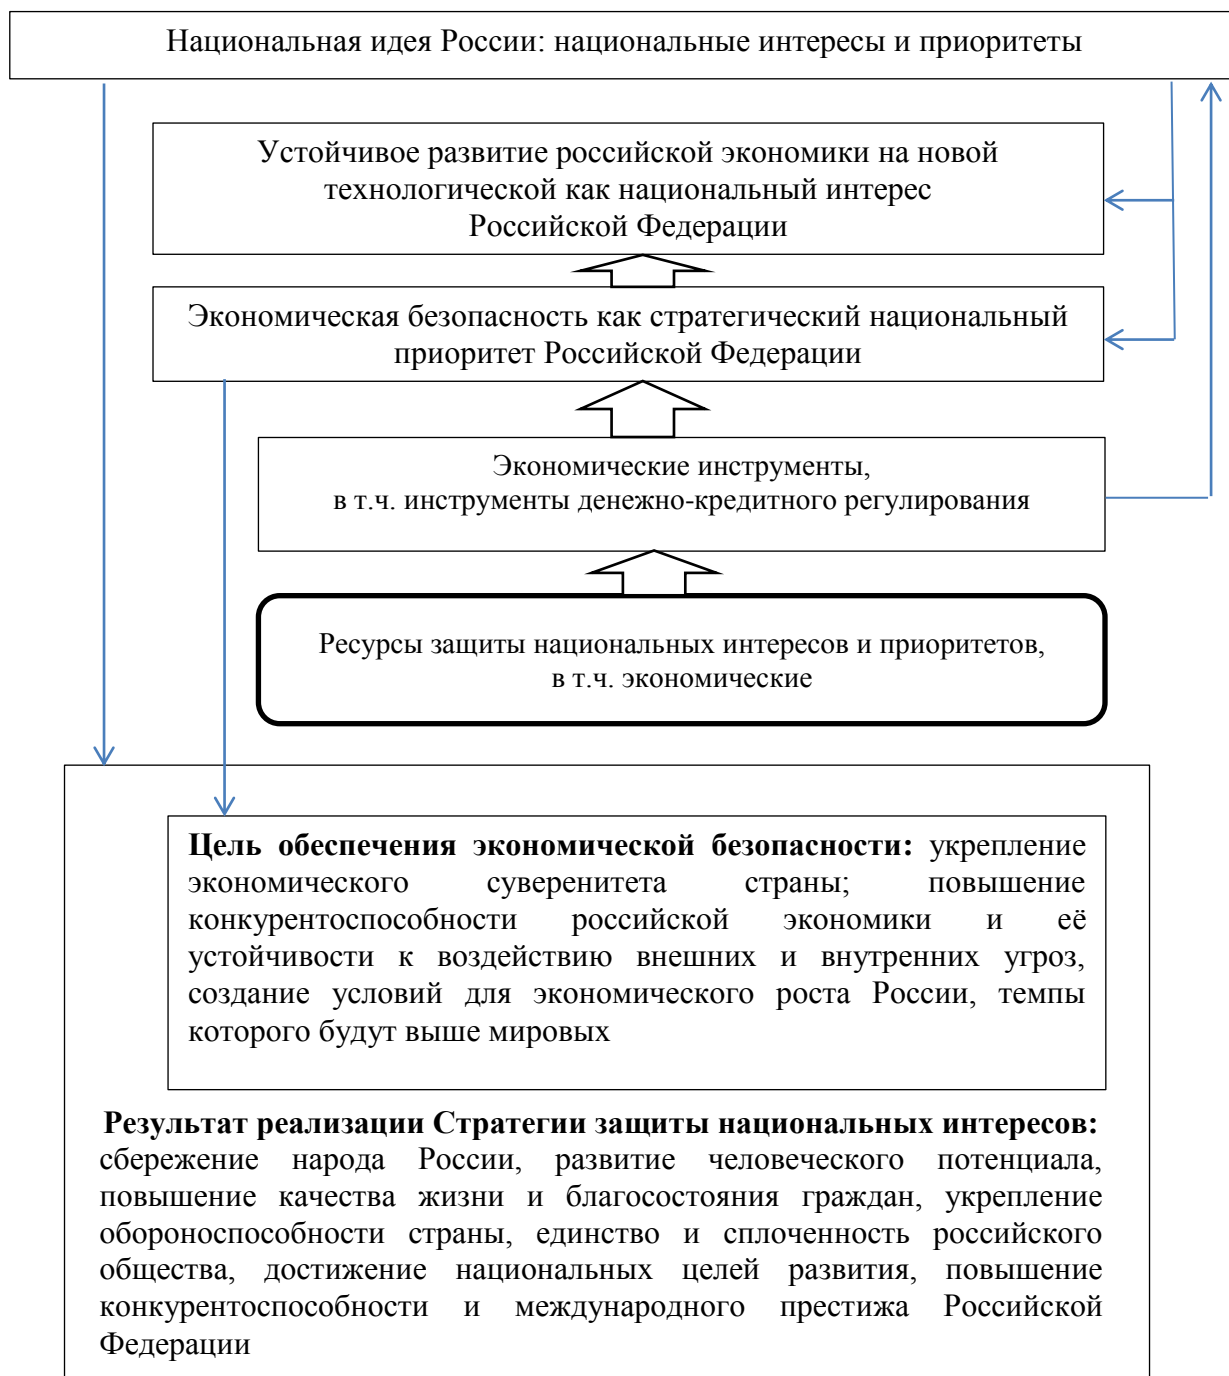 Национальная идея России: национальные интересы и приоритеты
Устойчивое развитие российской экономики на новой
технологической как национальный интерес
Российской Федерации
Экономическая безопасность как стратегический национальный
приоритет Российской Федерации
Экономические инструменты,
в т.ч. инструменты денежно-кредитного регулирования
Ресурсы защиты национальных интересов и приоритетов,
в т.ч. экономические
Цель обеспечения экономической безопасности: укрепление
экономического суверенитета страны; повышение
конкурентоспособности российской экономики и её
устойчивости к воздействию внешних и внутренних угроз,
создание условий для экономического роста России, темпы
которого будут выше мировых
Результат реализации Стратегии защиты национальных интересов:
сбережение народа России, развитие человеческого потенциала,
повышение качества жизни и благосостояния граждан, укрепление
обороноспособности страны, единство и сплоченность российского
общества, достижение национальных целей развития, повышение
конкурентоспособности и международного престижа Российской
Федерации